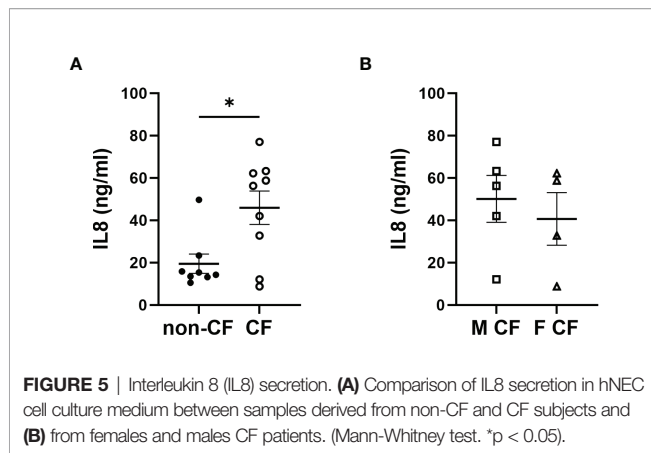 A
B
*
100
80
60
40
20
0
IL8 (ng/ml)
non-CF CF
100
80
60
40
20
0
IL8 (ng/ml)
M CF F CF
FIGURE 5 | Interleukin 8 (IL8) secretion. (A) Comparison of IL8 secretion in hNEC
cell culture medium between samples derived from non-CF and CF subjects and
(B) from females and males CF patients. (Mann-Whitney test. *p < 0.05).